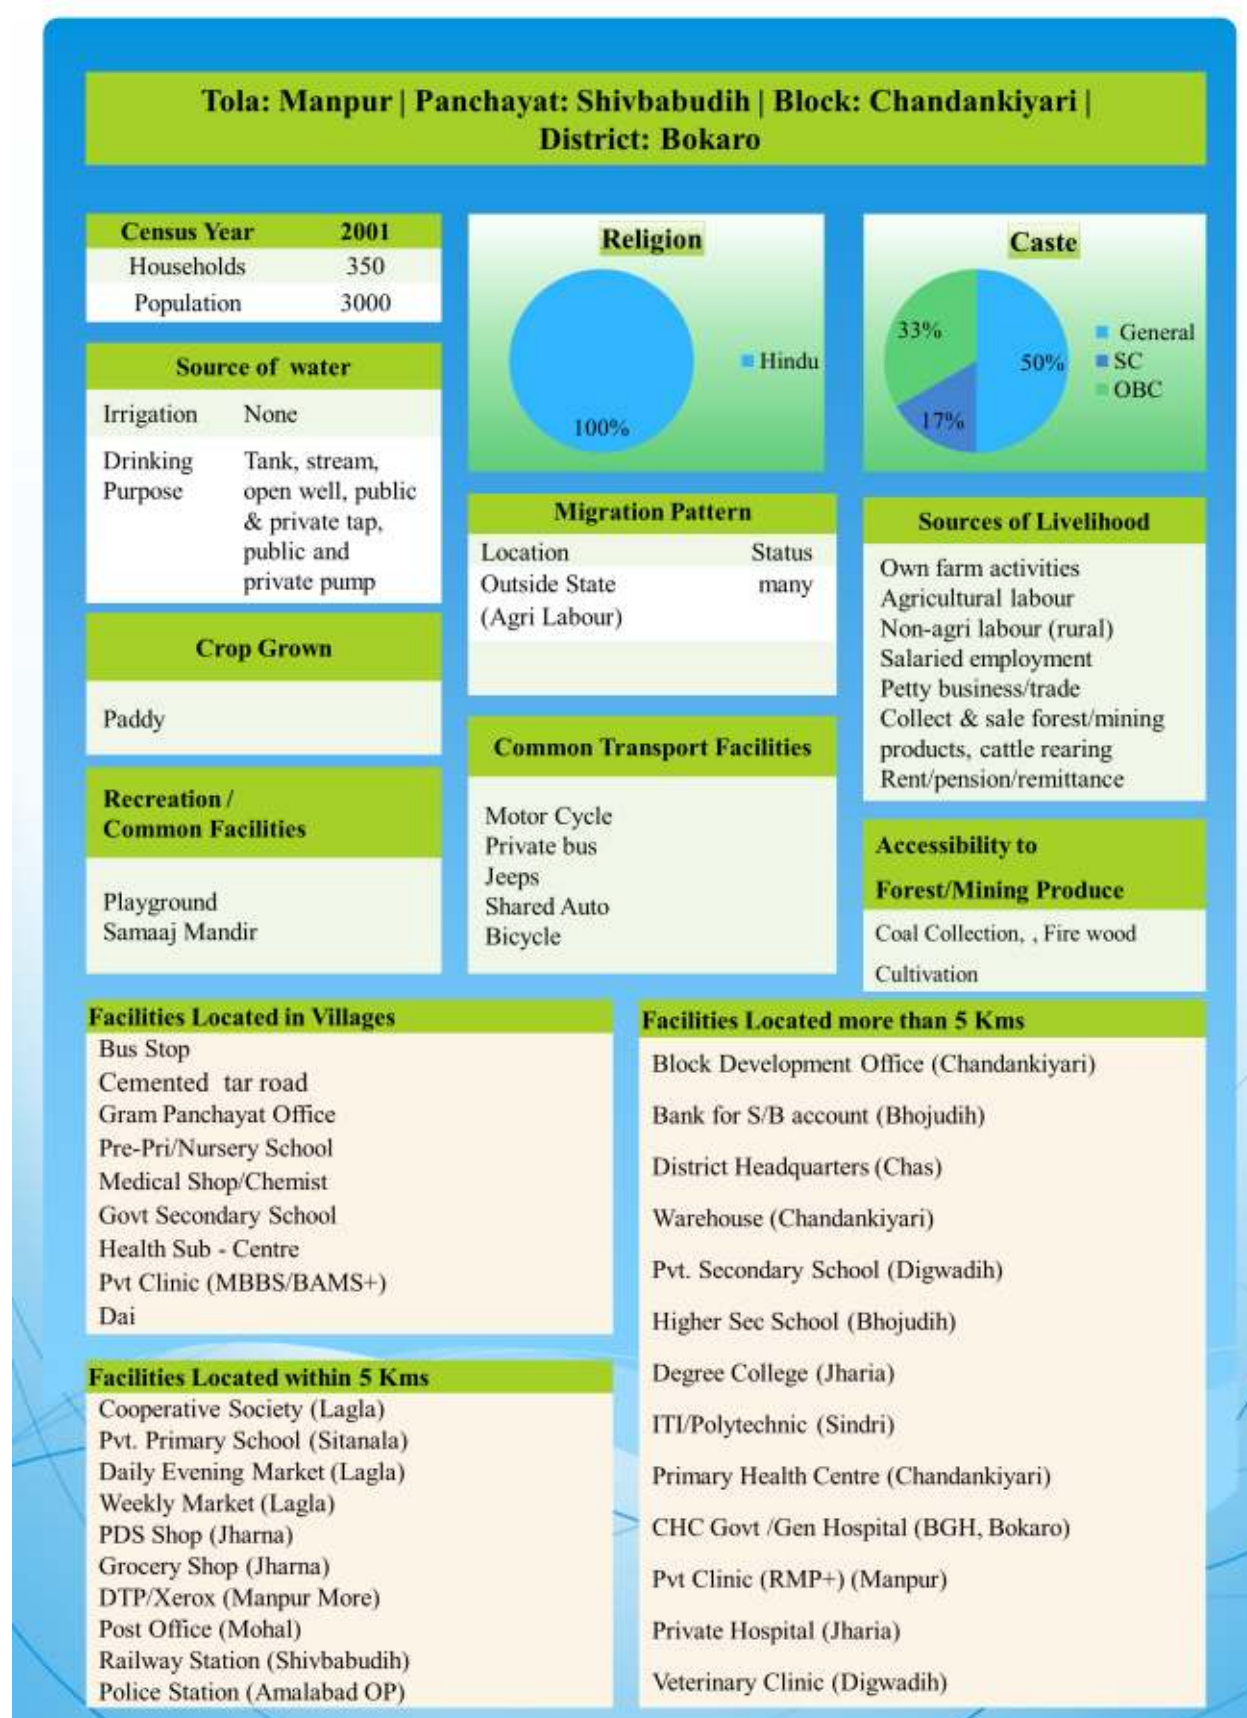 Tola: Manpur | Panchayat: Shivbabudih | Block: Chandankiyari |
District: Bokaro
Census Year 2001
Households 350
Population 3000
Source of water
Irrigation None
Drinking Tank, stream,
Purpose open well, public
& private tap,
public and
private pump
Crop Grown
Paddy
Recreation /
Common Facilities
Playground
Samaaj Mandir
Religion
Hindu
100%
Migration Pattern
Location Status
Outside State many
(Agri Labour)
Common Transport Facilities
Motor Cycle
Private bus
Jeeps
Shared Auto
Bicycle
Caste
33%
50%
17%
General
SC
OBC
Sources of Livelihood
Own farm activities
Agricultural labour
Non-agri labour (rural)
Salaried employment
Petty business/trade
Collect & sale forest/mining
products, cattle rearing
Rent/pension/remittance
Accessibility to
Forest/Mining Produce
Coal Collection, , Fire wood
Cultivation
Facilities Located in Villages
Bus Stop
Cemented tar road
Gram Panchayat Office
Pre-Pri/Nursery School
Medical Shop/Chemist
Govt Secondary School
Health Sub - Centre
Pvt Clinic (MBBS/BAMS+)
Dai
Facilities Located within 5 Kms
Cooperative Society (Lagla)
Pvt. Primary School (Sitanala)
Daily Evening Market (Lagla)
Weekly Market (Lagla)
PDS Shop (Jharna)
Grocery Shop (Jharna)
DTP/Xerox (Manpur More)
Post Office (Mohal)
Railway Station (Shivbabudih)
Police Station (Amalabad OP)
Facilities Located more than 5 Kms
Block Development Office (Chandankiyari)
Bank for S/B account (Bhojudih)
District Headquarters (Chas)
Warehouse (Chandankiyari)
Pvt. Secondary School (Digwadih)
Higher Sec School (Bhojudih)
Degree College (Jharia)
ITI/Polytechnic (Sindri)
Primary Health Centre (Chandankiyari)
CHC Govt /Gen Hospital (BGH, Bokaro)
Pvt Clinic (RMP+) (Manpur)
Private Hospital (Jharia)
Veterinary Clinic (Digwadih)